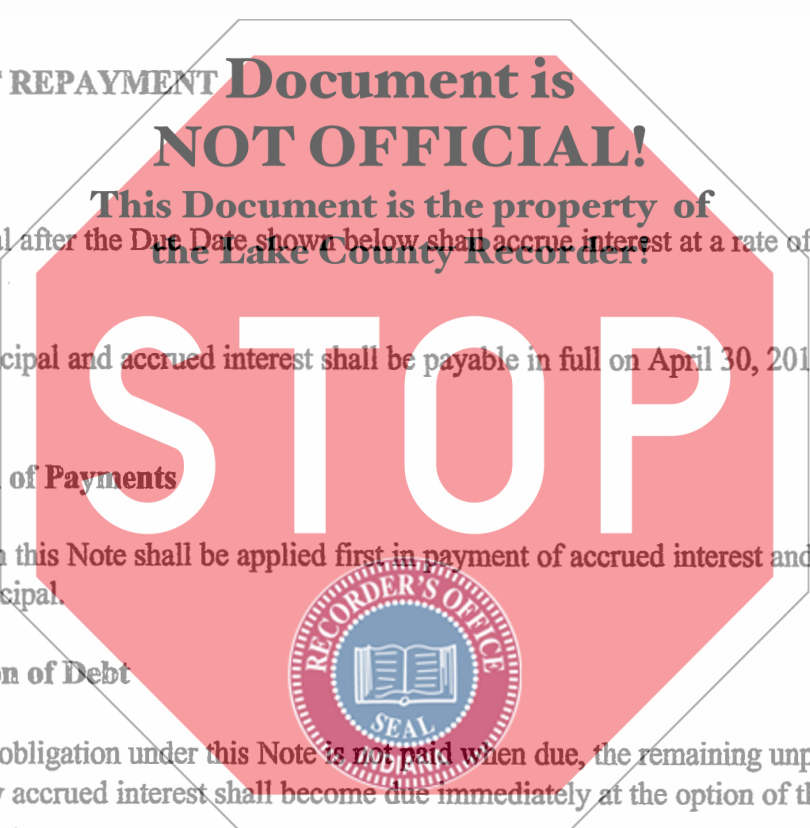 REPAYMENT
Document is
NOT OFFICIAL!
This Document is the property of
the Lake County Recorder!
after the Due Date shown below shall accrue interest at a rate of
cipal and accrued interest shall be payable in full on April 30, 201
STOP
of Payments
this Note shall be applied first in payment of accrued interest and
cipal.
RECORDER'S OFFICE
SEAL
n of Debt
obligation under this Note is not paid when due, the remaining unp
accrued interest shall become due immediately at the option of th